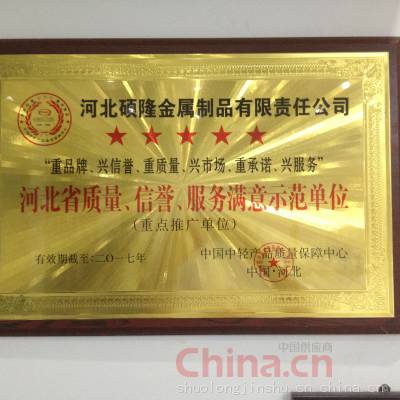 河北硕隆金属制品有限责任公司
★★★★★
“重品牌、兴信誉、重质量、兴市场、重承诺、兴服务”
河北省质量、信誉、服务满意示范单位
(重点推广单位)
有效期截至:二〇一七年
中国中轻产品质量保障中心
中国·河北
中国供应商
China.cn
shuolongjinshu.cn.china.cn